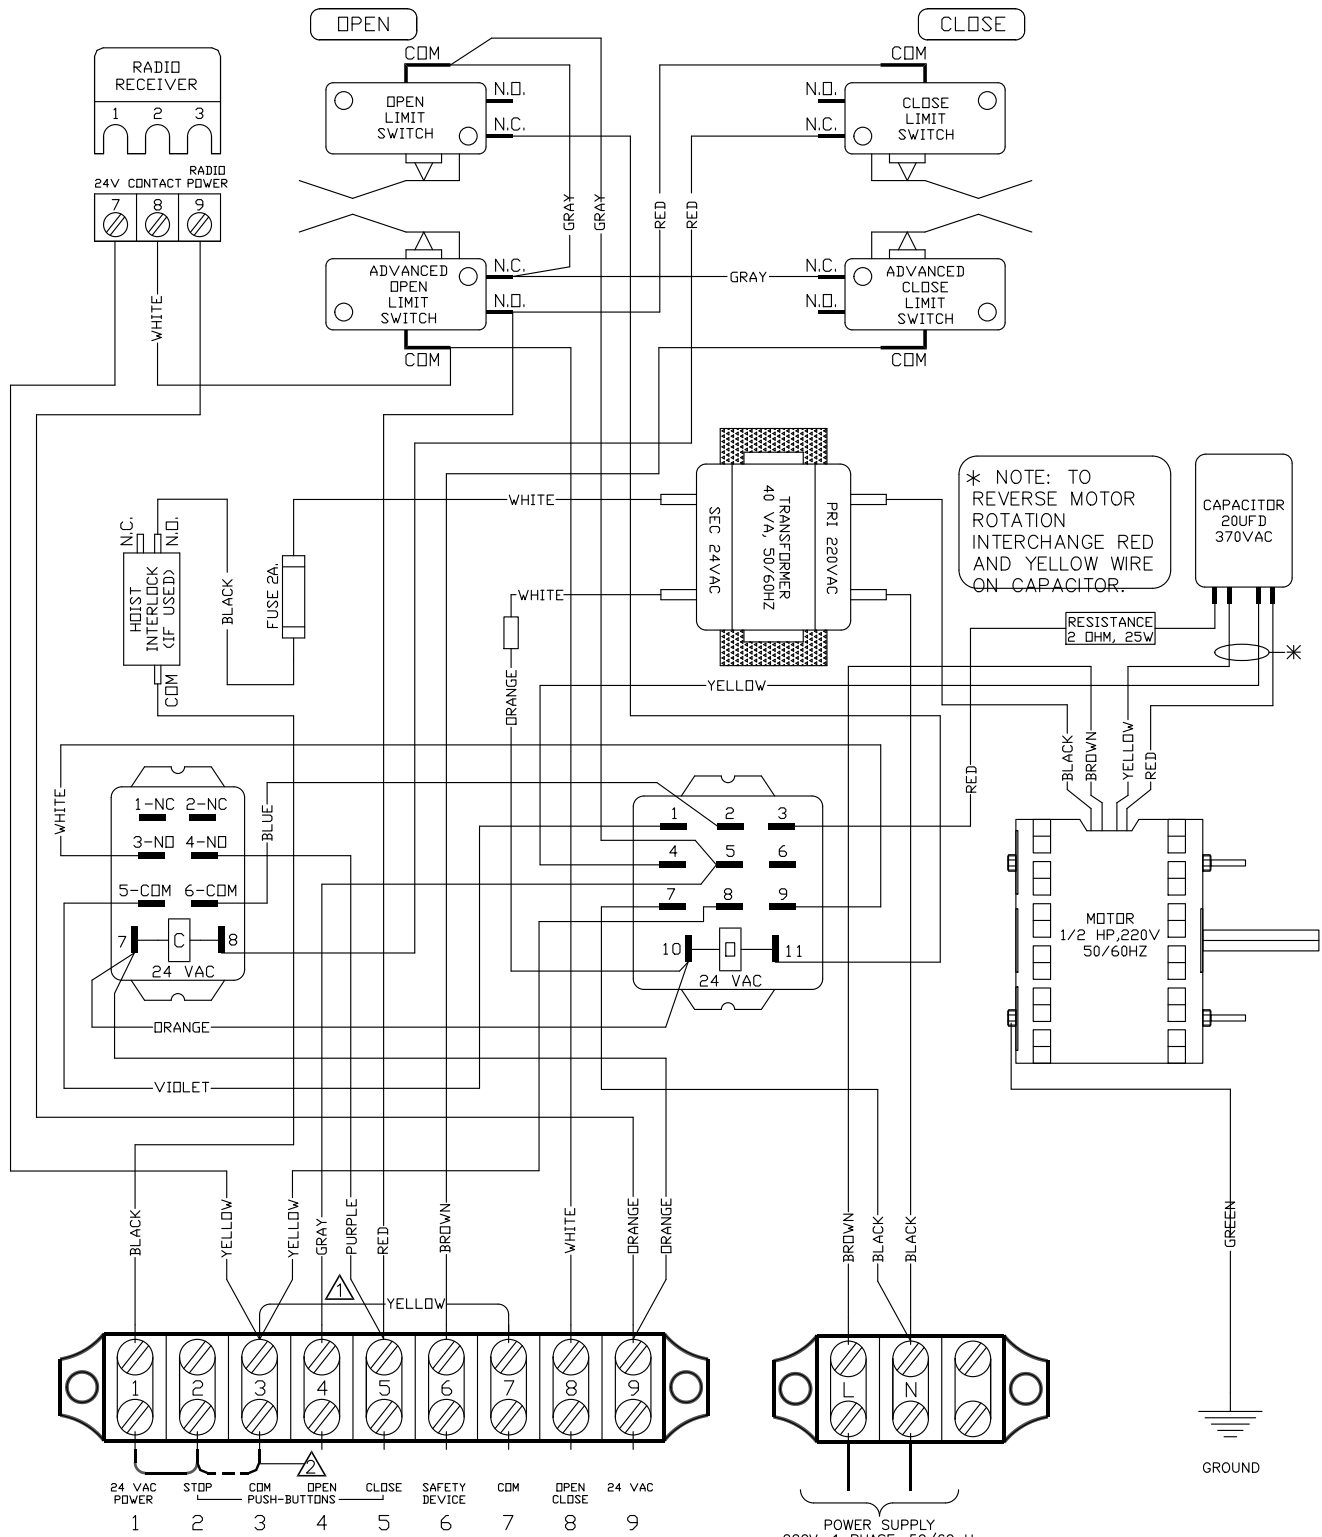 OPEN
CLOSE
RADIO
RECEIVER
1 2 3
24V CONTACT RADIO POWER
7 8 9
WHITE
COM
N.O.
N.C.
OPEN
LIMIT
SWITCH
GRAY
GRAY
N.C.
N.O.
ADVANCED
OPEN
LIMIT
SWITCH
COM
RED
RED
GRAY
COM
N.O.
N.C.
CLOSE
LIMIT
SWITCH
N.C.
N.O.
ADVANCED
CLOSE
LIMIT
SWITCH
COM
N.C.
N.O.
HOIST
INTERLOCK
(IF USED)
COM
BLACK
FUSE 2A.
WHITE
WHITE
ORANGE
SEC 24VAC
TRANSFORMER
40 VA, 50/60HZ
PRI 220VAC
* NOTE: TO
REVERSE MOTOR
ROTATION
INTERCHANGE RED
AND YELLOW WIRE
ON CAPACITOR.
CAPACITOR
20UFD
370VAC
RESISTANCE
2 OHM, 25W
*
YELLOW
RED
BLACK
BROWN
YELLOW
RED
WHITE
1-NC 2-NC
3-NO 4-NO
5-COM 6-COM
7 C 8
24 VAC
BLUE
1 2 3
4 5 6
7 8 9
10 O 11
24 VAC
MOTOR
1/2 HP,220V
50/60HZ
ORANGE
VIOLET
BLACK
YELLOW
YELLOW
GRAY
PURPLE
RED
BROWN
WHITE
ORANGE
ORANGE
BROWN
BLACK
BLACK
GREEN
1
YELLOW
1 2 3 4 5 6 7 8 9
L N
2
24 VAC
POWER
STOP
COM
OPEN
CLOSE
PUSH-BUTTONS
SAFETY
DEVICE
COM
OPEN
CLOSE
24 VAC
1 2 3 4 5 6 7 8 9
GROUND
POWER SUPPLY